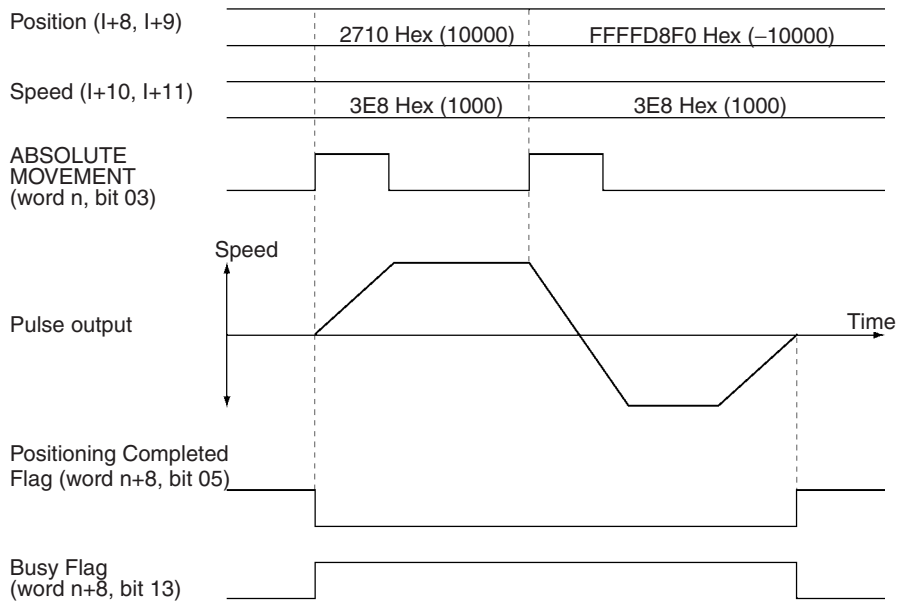 Position (I+8, I+9)
2710 Hex (10000)
FFFFD8F0 Hex (−10000)
Speed (I+10, I+11)
3E8 Hex (1000)
3E8 Hex (1000)
ABSOLUTE
MOVEMENT
(word n, bit 03)
Speed
Pulse output
Time
Positioning Completed
Flag (word n+8, bit 05)
Busy Flag
(word n+8, bit 13)